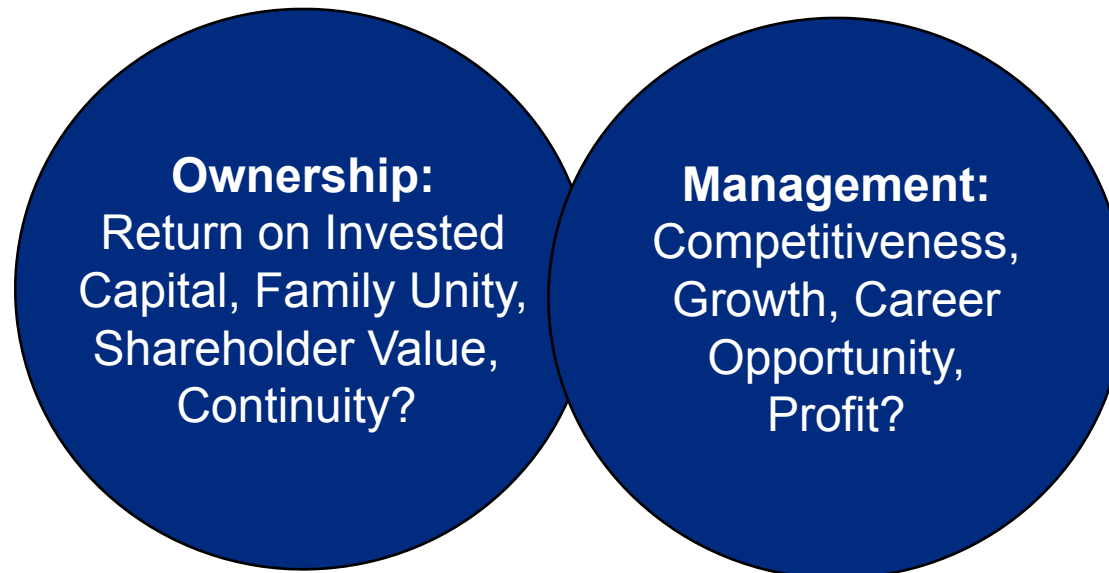 Ownership:
Return on Invested
Capital, Family Unity,
Shareholder Value,
Continuity?
Management:
Competitiveness,
Growth, Career
Opportunity,
Profit?